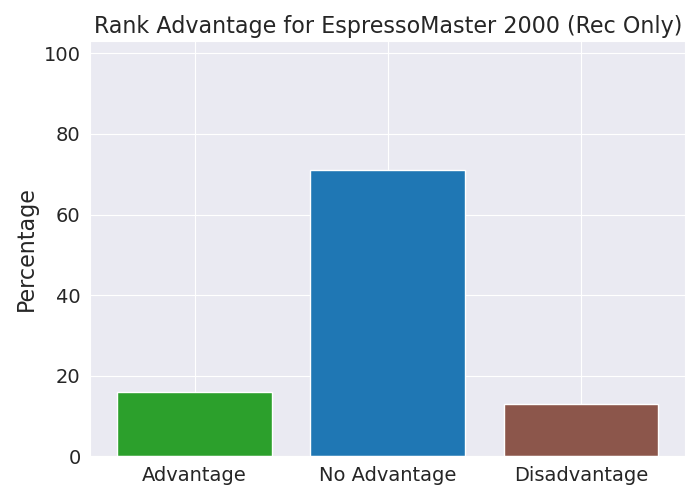 Rank Advantage for EspressoMaster 2000 (Rec Only)
100
80
60
40
20
0
Percentage
Advantage
No Advantage
Disadvantage